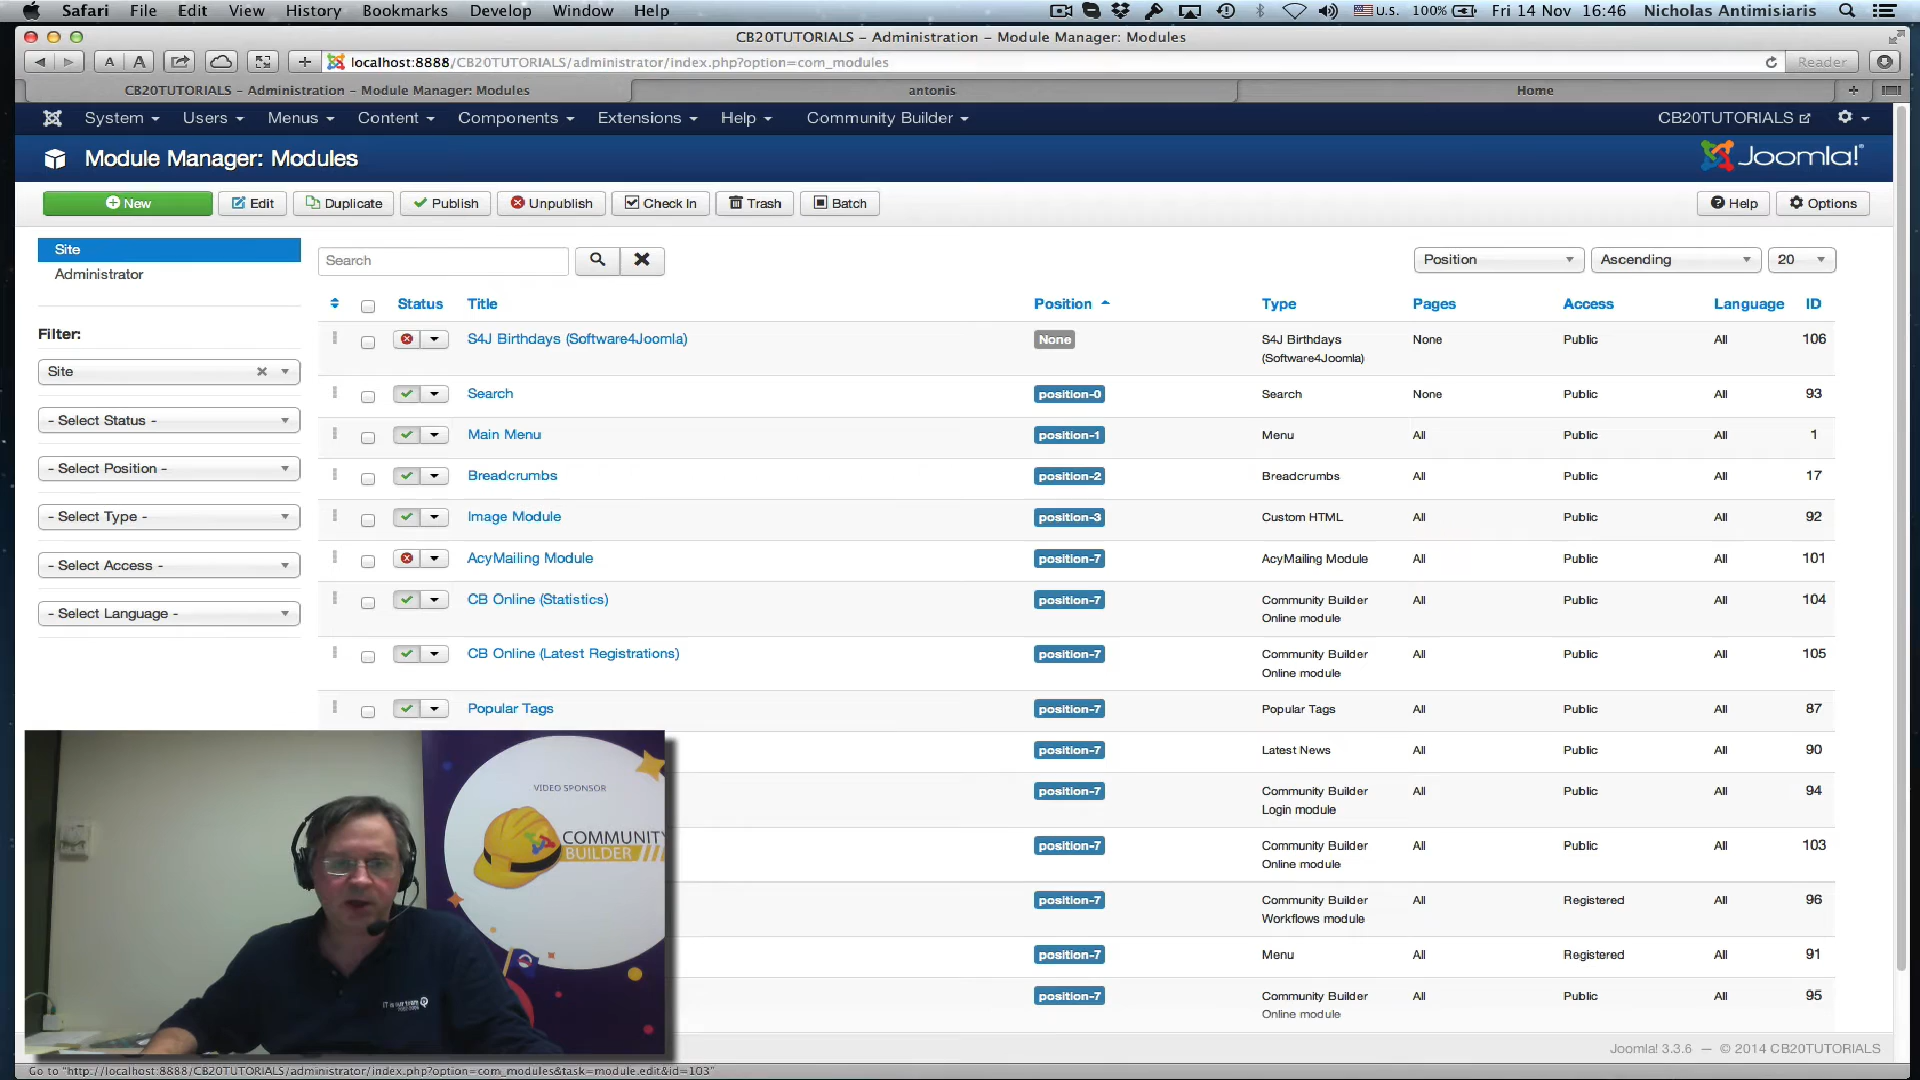 Safari File Edit View History Bookmarks Develop Window Help U.S. 100% Fri 14 Nov 16:46 Nicholas Antimisiaris
CB20TUTORIALS – Administration – Module Manager: Modules
A A + localhost:8888/CB20TUTORIALS/administrator/index.php?option=com_modules Reader
CB20TUTORIALS – Administration – Module Manager: Modules antonis Home +
System Users Menus Content Components Extensions Help Community Builder CB20TUTORIALS
Module Manager: Modules Joomla!®
New Edit Duplicate Publish Unpublish Check In Trash Batch Help Options
Site
Administrator
Search Position Ascending 20
Filter:
Site
- Select Status -
- Select Position -
- Select Type -
- Select Access -
- Select Language -
Status Title Position Type Pages Access Language ID
S4J Birthdays (Software4Joomla) None S4J Birthdays None Public All 106
(Software4Joomla)
Search position-0 Search None Public All 93
Main Menu position-1 Menu All Public All 1
Breadcrumbs position-2 Breadcrumbs All Public All 17
Image Module position-3 Custom HTML All Public All 92
AcyMailing Module position-7 AcyMailing Module All Public All 101
CB Online (Statistics) position-7 Community Builder All Public All 104
Online module
CB Online (Latest Registrations) position-7 Community Builder All Public All 105
Online module
Popular Tags position-7 Popular Tags All Public All 87
position-7 Latest News All Public All 90
position-7 Community Builder All Public All 94
Login module
position-7 Community Builder All Public All 103
Online module
position-7 Community Builder All Registered All 96
Workflows module
position-7 Menu All Registered All 91
position-7 Community Builder All Public All 95
Online module
VIDEO SPONSOR
COMMUNITY
BUILDER
IT is our team
Joomla! 3.3.6 — © 2014 CB20TUTORIALS
Go to "http://localhost:8888/CB20TUTORIALS/administrator/index.php?option=com_modules&task=module.edit&id=103"